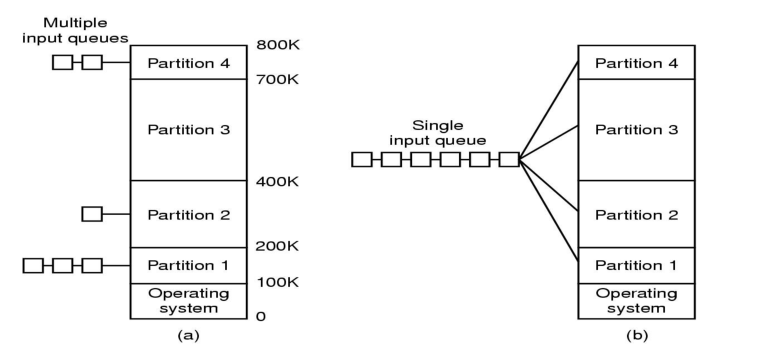 Multiple
input queues
800K
Partition 4
700K
Partition 3
400K
Partition 2
200K
Partition 1
100K
Operating
system
0
(a)
Single
input queue
Partition 4
Partition 3
Partition 2
Partition 1
Operating
system
(b)